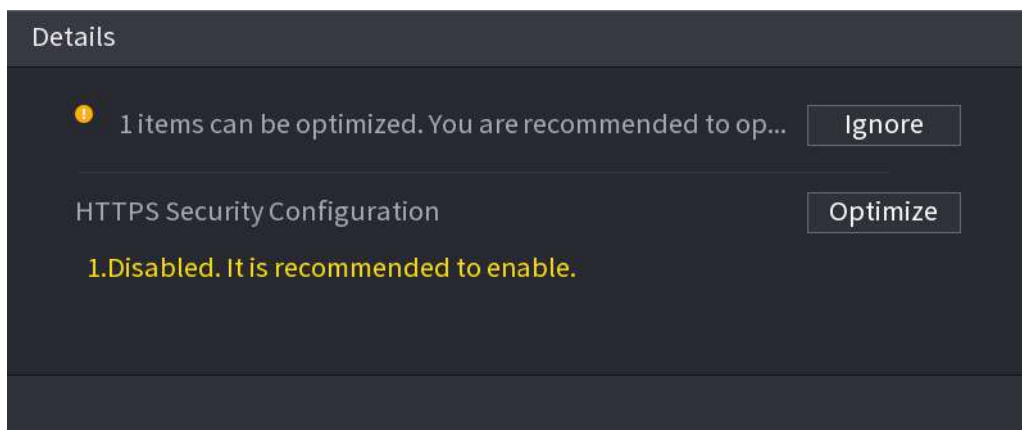 Details
1 items can be optimized. You are recommended to op...
Ignore
HTTPS Security Configuration
Optimize
1.Disabled. It is recommended to enable.